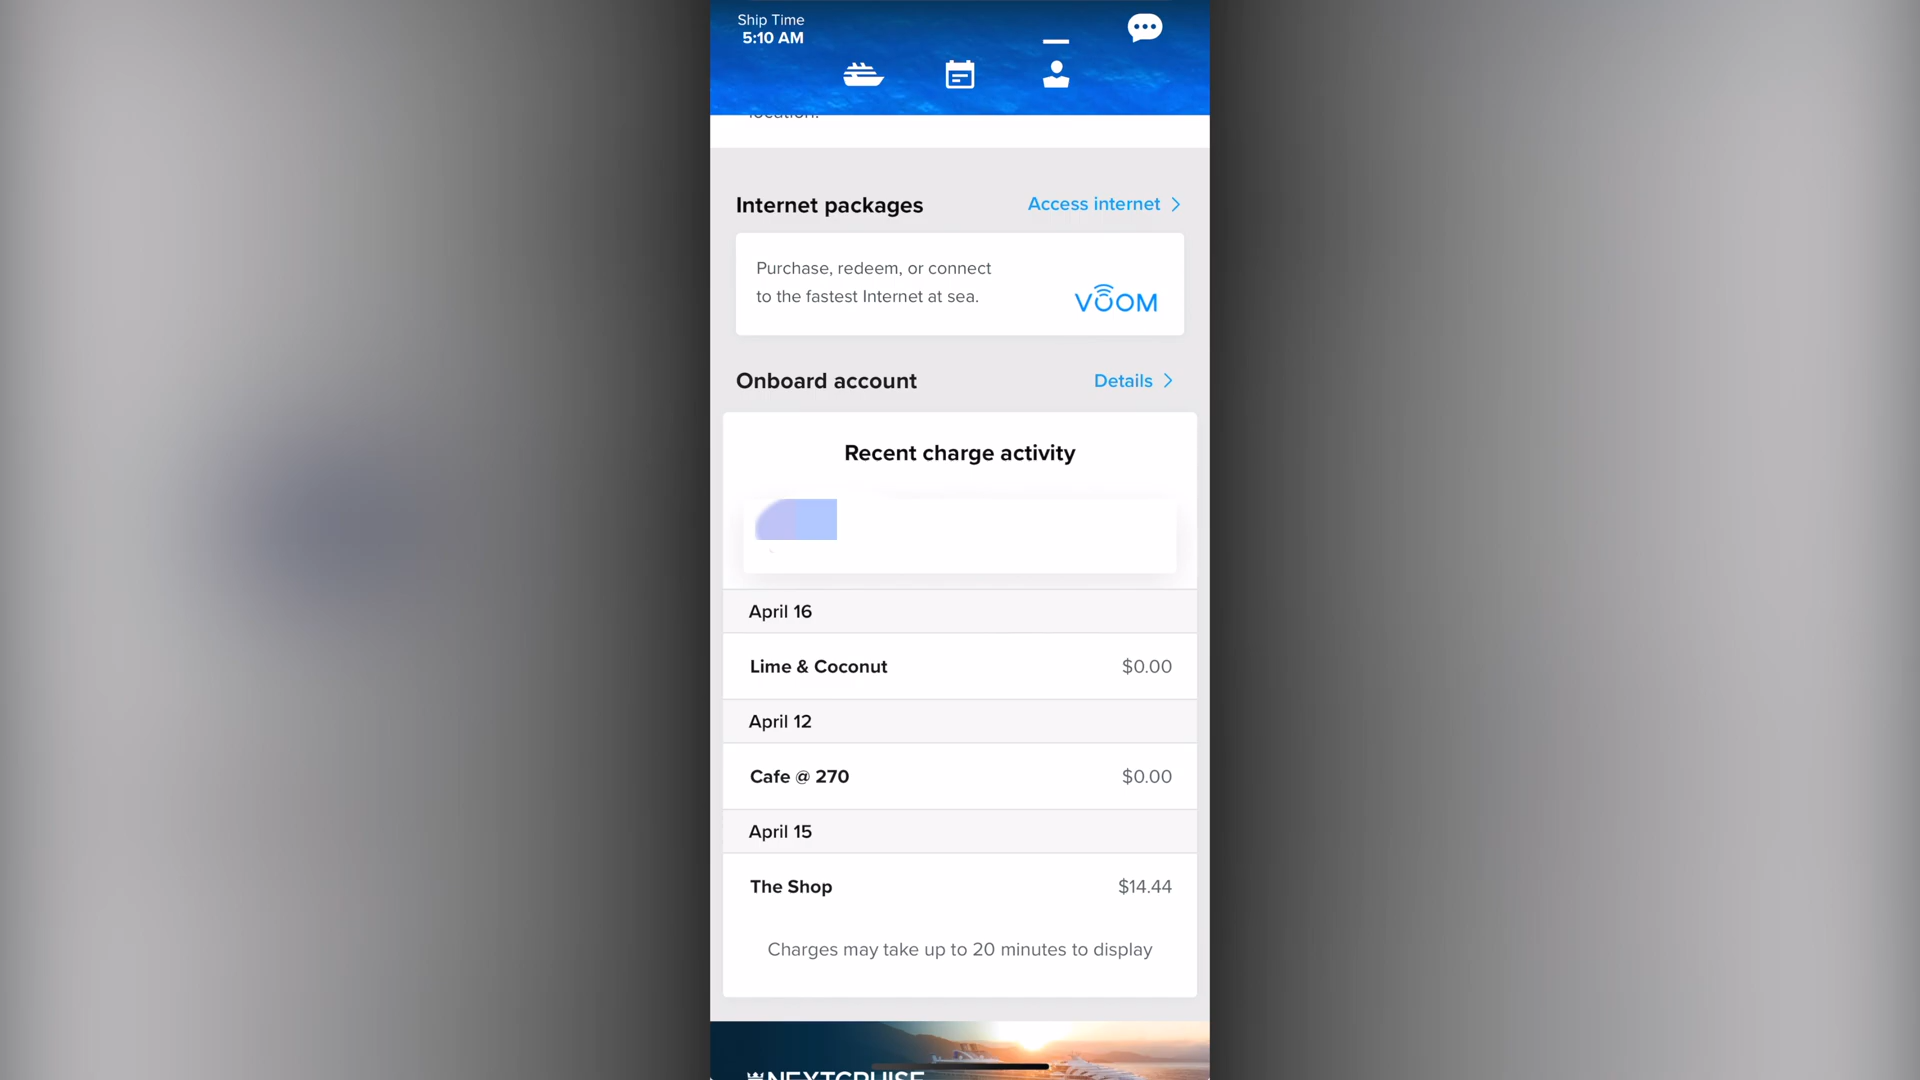 Ship Time
5:10 AM
location.
Internet packages
Access internet
Purchase, redeem, or connect
to the fastest Internet at sea.
VOOM
Onboard account
Details
Recent charge activity
April 16
Lime & Coconut
$0.00
April 12
Cafe @ 270
$0.00
April 15
The Shop
$14.44
Charges may take up to 20 minutes to display
NEXTCRUISE